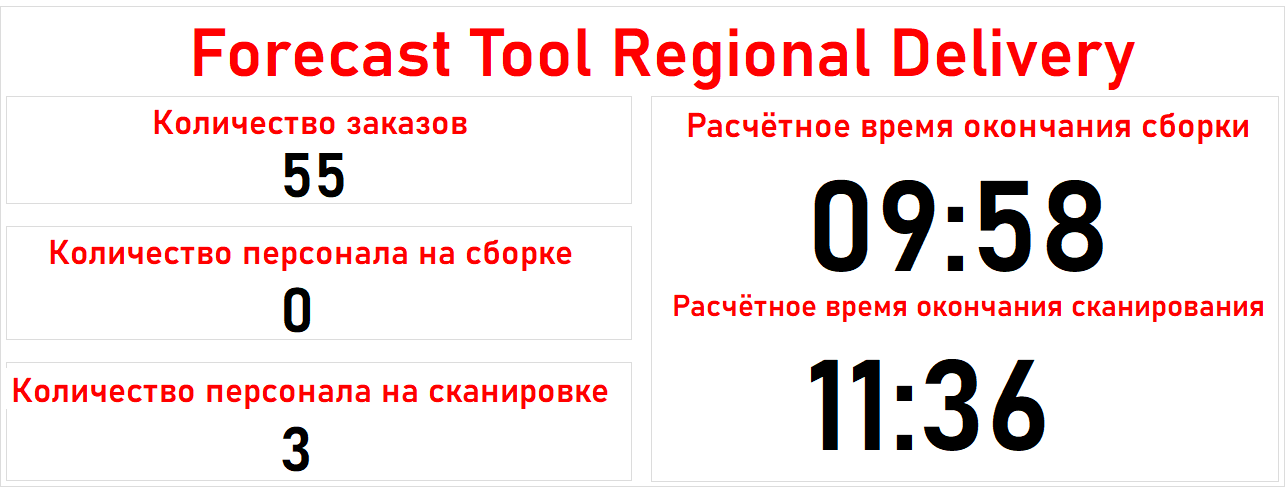 Forecast Tool Regional Delivery
Количество заказов
55
Количество персонала на сборке
0
Количество персонала на сканировке
3
Расчётное время окончания сборки
09:58
Расчётное время окончания сканирования
11:36